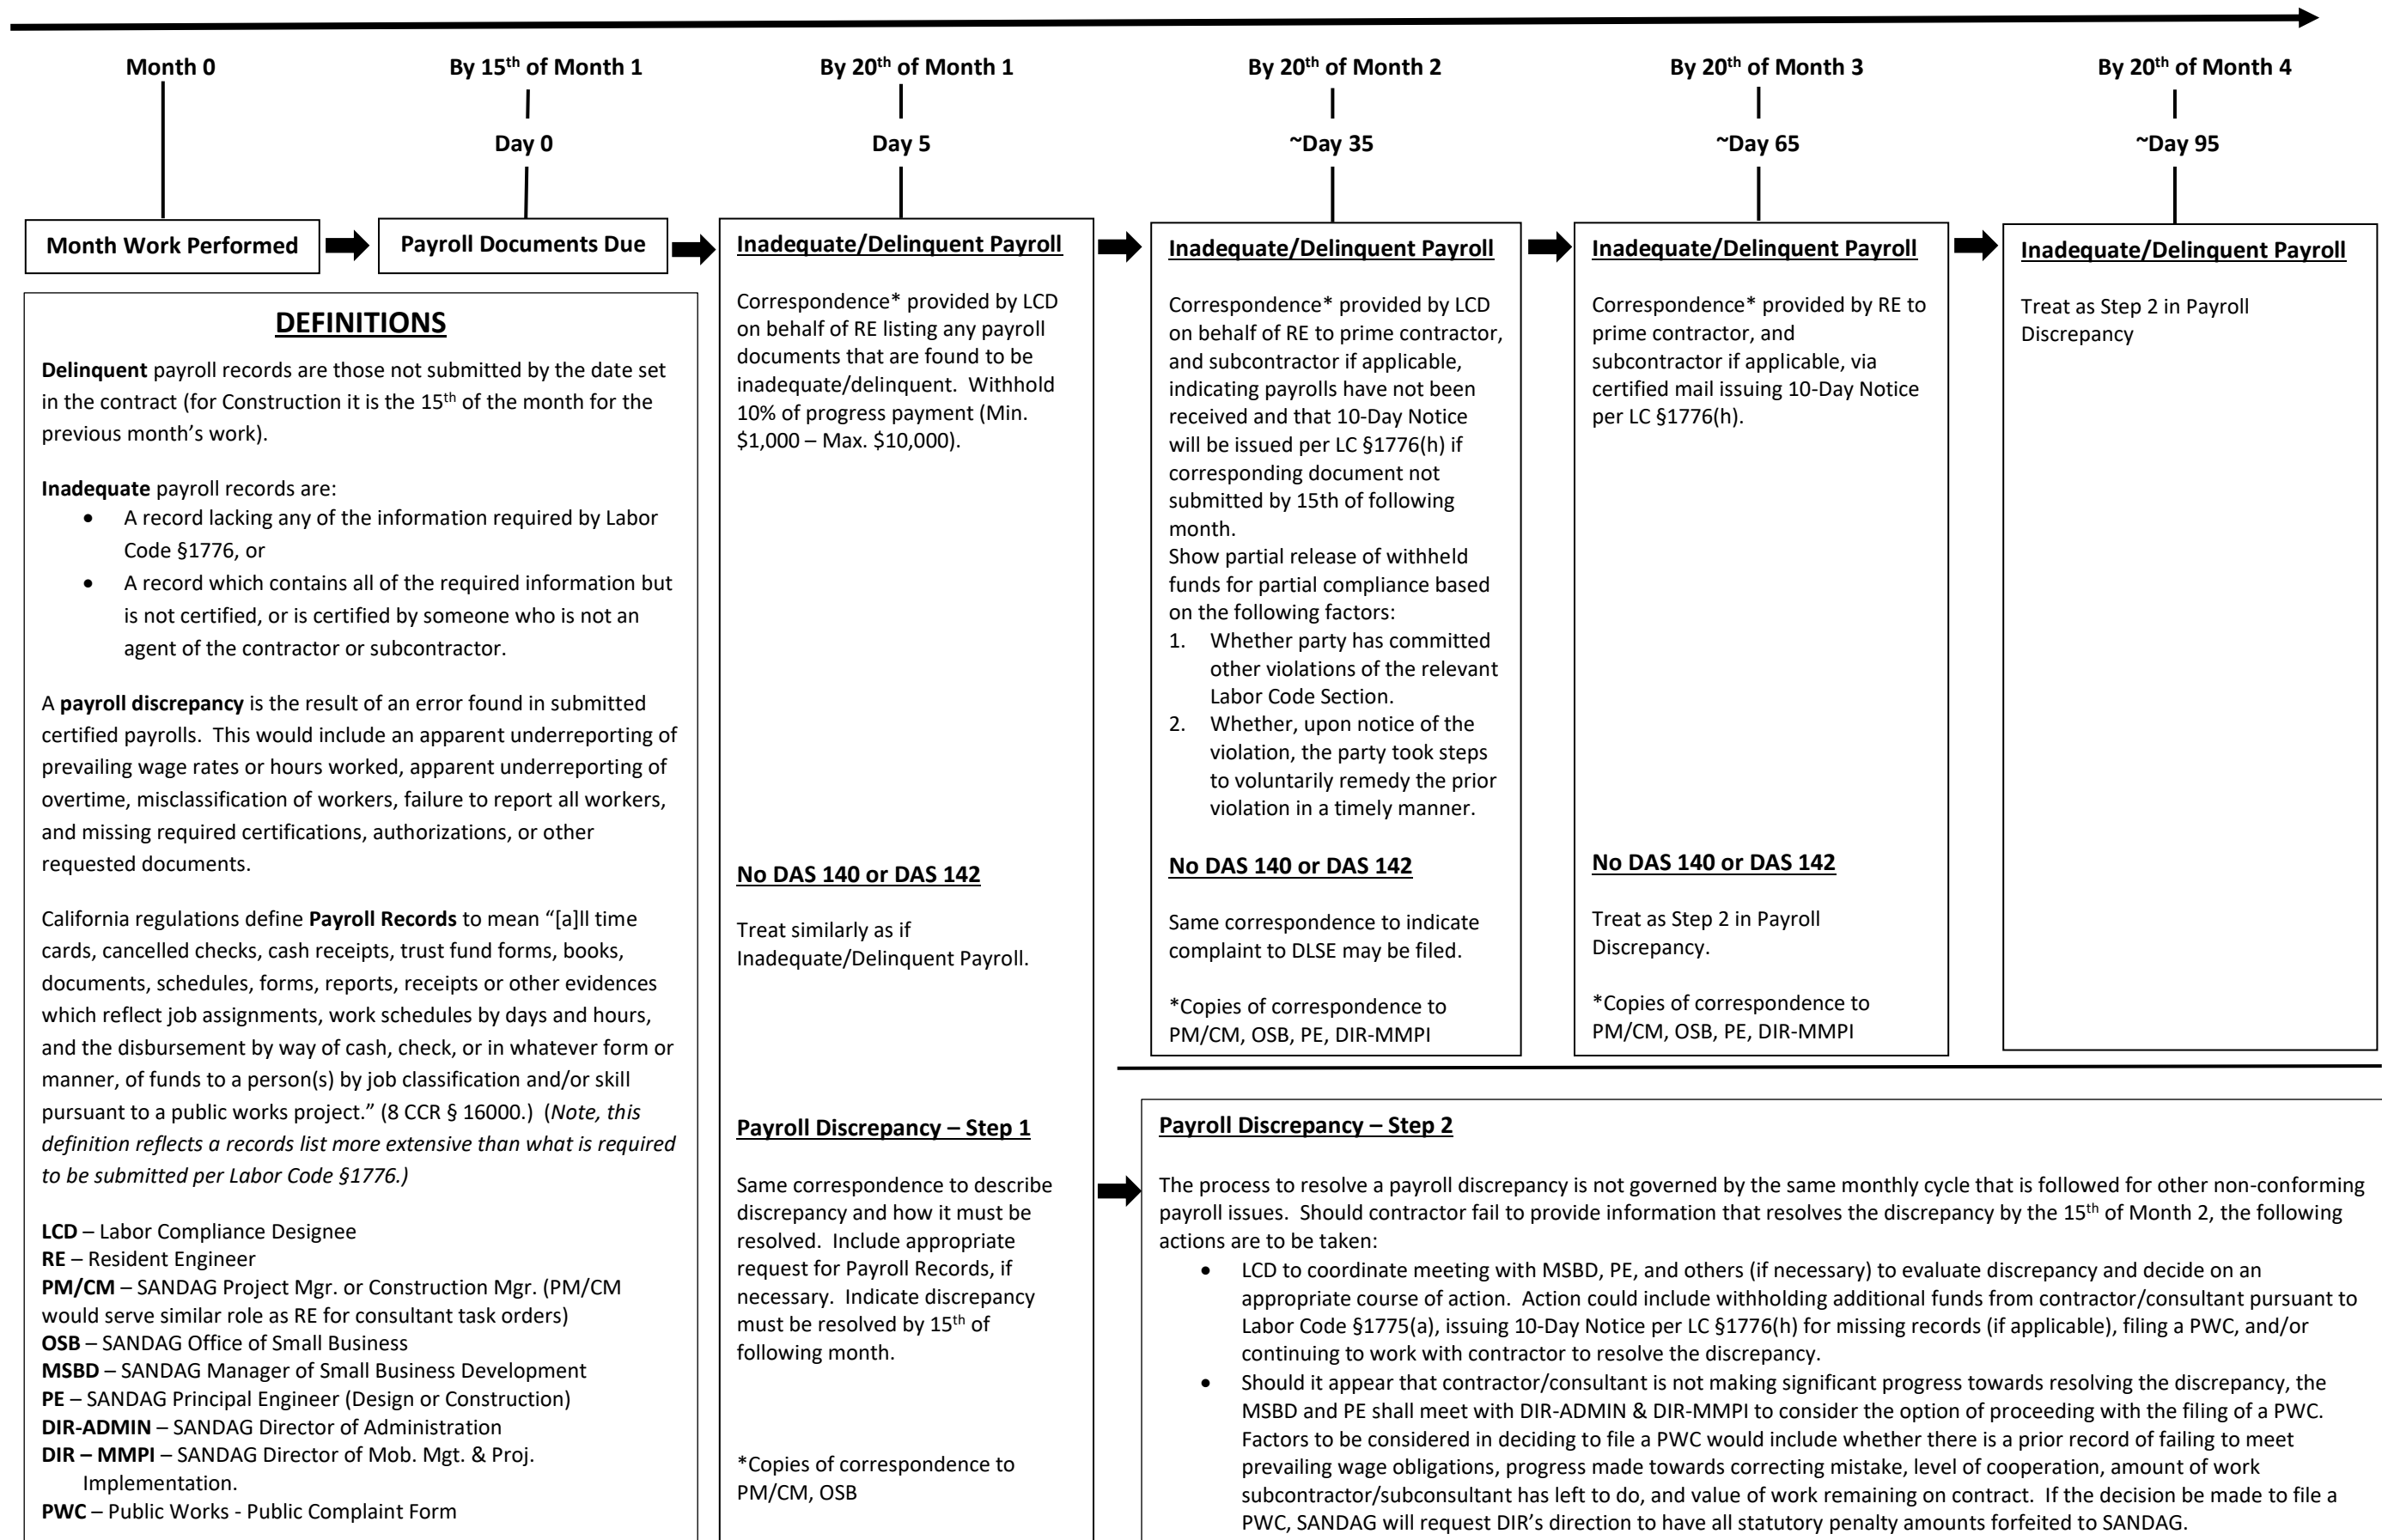 Month 0
By 15th of Month 1
By 20th of Month 1
By 20th of Month 2
By 20th of Month 3
By 20th of Month 4
Day 0
Day 5
~Day 35
~Day 65
~Day 95
Month Work Performed
Payroll Documents Due
DEFINITIONS
Delinquent payroll records are those not submitted by the date set
in the contract (for Construction it is the 15th of the month for the
previous month’s work).
Inadequate payroll records are:
• A record lacking any of the information required by Labor
Code §1776, or
• A record which contains all of the required information but
is not certified, or is certified by someone who is not an
agent of the contractor or subcontractor.
A payroll discrepancy is the result of an error found in submitted
certified payrolls. This would include an apparent underreporting of
prevailing wage rates or hours worked, apparent underreporting of
overtime, misclassification of workers, failure to report all workers,
and missing required certifications, authorizations, or other
requested documents.
California regulations define Payroll Records to mean “[a]ll time
cards, cancelled checks, cash receipts, trust fund forms, books,
documents, schedules, forms, reports, receipts or other evidences
which reflect job assignments, work schedules by days and hours,
and the disbursement by way of cash, check, or in whatever form or
manner, of funds to a person(s) by job classification and/or skill
pursuant to a public works project.” (8 CCR § 16000.) (Note, this
definition reflects a records list more extensive than what is required
to be submitted per Labor Code §1776.)
LCD – Labor Compliance Designee
RE – Resident Engineer
PM/CM – SANDAG Project Mgr. or Construction Mgr. (PM/CM
would serve similar role as RE for consultant task orders)
OSB – SANDAG Office of Small Business
MSBD – SANDAG Manager of Small Business Development
PE – SANDAG Principal Engineer (Design or Construction)
DIR-ADMIN – SANDAG Director of Administration
DIR – MMPI – SANDAG Director of Mob. Mgt. & Proj.
Implementation.
PWC – Public Works - Public Complaint Form
Inadequate/Delinquent Payroll
Correspondence* provided by LCD
on behalf of RE listing any payroll
documents that are found to be
inadequate/delinquent. Withhold
10% of progress payment (Min.
$1,000 – Max. $10,000).
No DAS 140 or DAS 142
Treat similarly as if
Inadequate/Delinquent Payroll.
Payroll Discrepancy – Step 1
Same correspondence to describe
discrepancy and how it must be
resolved. Include appropriate
request for Payroll Records, if
necessary. Indicate discrepancy
must be resolved by 15th of
following month.
*Copies of correspondence to
PM/CM, OSB
Inadequate/Delinquent Payroll
Correspondence* provided by LCD
on behalf of RE to prime contractor,
and subcontractor if applicable,
indicating payrolls have not been
received and that 10-Day Notice
will be issued per LC §1776(h) if
corresponding document not
submitted by 15th of following
month.
Show partial release of withheld
funds for partial compliance based
on the following factors:
1. Whether party has committed
other violations of the relevant
Labor Code Section.
2. Whether, upon notice of the
violation, the party took steps
to voluntarily remedy the prior
violation in a timely manner.
No DAS 140 or DAS 142
Same correspondence to indicate
complaint to DLSE may be filed.
*Copies of correspondence to
PM/CM, OSB, PE, DIR-MMPI
Inadequate/Delinquent Payroll
Correspondence* provided by RE to
prime contractor, and
subcontractor if applicable, via
certified mail issuing 10-Day Notice
per LC §1776(h).
No DAS 140 or DAS 142
Treat as Step 2 in Payroll
Discrepancy.
*Copies of correspondence to
PM/CM, OSB, PE, DIR-MMPI
Inadequate/Delinquent Payroll
Treat as Step 2 in Payroll
Discrepancy
Payroll Discrepancy – Step 2
The process to resolve a payroll discrepancy is not governed by the same monthly cycle that is followed for other non-conforming
payroll issues. Should contractor fail to provide information that resolves the discrepancy by the 15th of Month 2, the following
actions are to be taken:
• LCD to coordinate meeting with MSBD, PE, and others (if necessary) to evaluate discrepancy and decide on an
appropriate course of action. Action could include withholding additional funds from contractor/consultant pursuant to
Labor Code §1775(a), issuing 10-Day Notice per LC §1776(h) for missing records (if applicable), filing a PWC, and/or
continuing to work with contractor to resolve the discrepancy.
• Should it appear that contractor/consultant is not making significant progress towards resolving the discrepancy, the
MSBD and PE shall meet with DIR-ADMIN & DIR-MMPI to consider the option of proceeding with the filing of a PWC.
Factors to be considered in deciding to file a PWC would include whether there is a prior record of failing to meet
prevailing wage obligations, progress made towards correcting mistake, level of cooperation, amount of work
subcontractor/subconsultant has left to do, and value of work remaining on contract. If the decision be made to file a
PWC, SANDAG will request DIR’s direction to have all statutory penalty amounts forfeited to SANDAG.